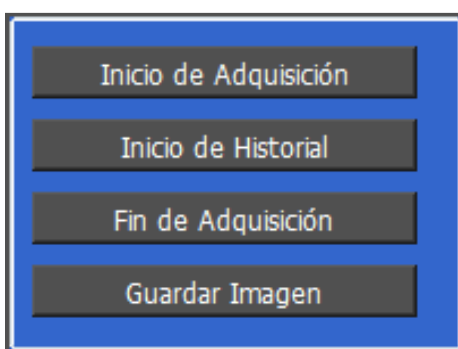 Inicio de Adquisición
Inicio de Historial
Fin de Adquisición
Guardar Imagen